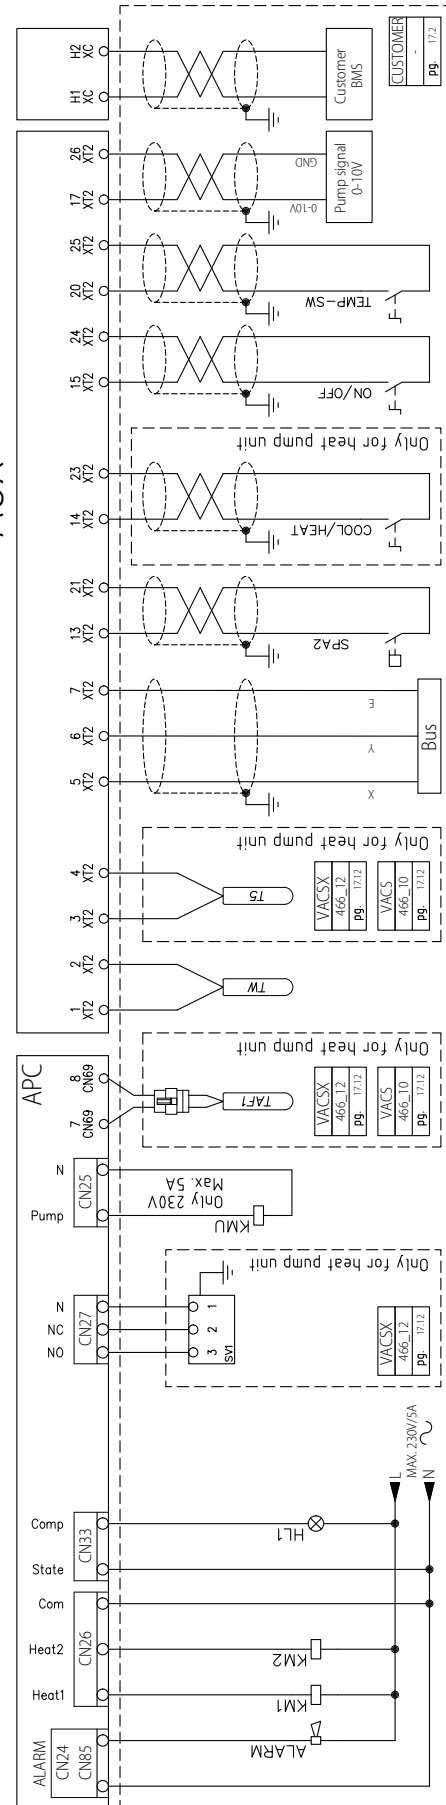 H2
XC
H1
XC
Customer
BMS
CUSTOMER
-
pg. 17.2
26
XT2
17
XT2
GND
0-10V
Pump signal
0-10V
25
XT2
20
XT2
TEMP-SW
24
XT2
15
XT2
ON/OFF
Only for heat pump unit
23
XT2
14
XT2
COOL/HEAT
21
XT2
13
XT2
SPA2
7
XT2
6
XT2
5
XT2
E
Y
X
Bus
Only for heat pump unit
4
XT2
3
XT2
T5
VACSX
466_12
pg. 17.12
VACS
466_10
pg. 17.12
2
XT2
1
XT2
TW
APC
8
CN69
7
CN69
TAF1
Only for heat pump unit
VACSX
466_12
pg. 17.12
VACS
466_10
pg. 17.12
N
Pump
CN25
KMU
Only 230V
Max. 5A
Only for heat pump unit
N
NC
NO
CN27
1
2
3
SV1
VACSX
466_12
pg. 17.12
MAX. 230V/5A
L
N
Comp
State
CN33
HL1
Com
Heat2
Heat1
CN26
KM2
KM1
ALARM
CN24
CN85
ALARM